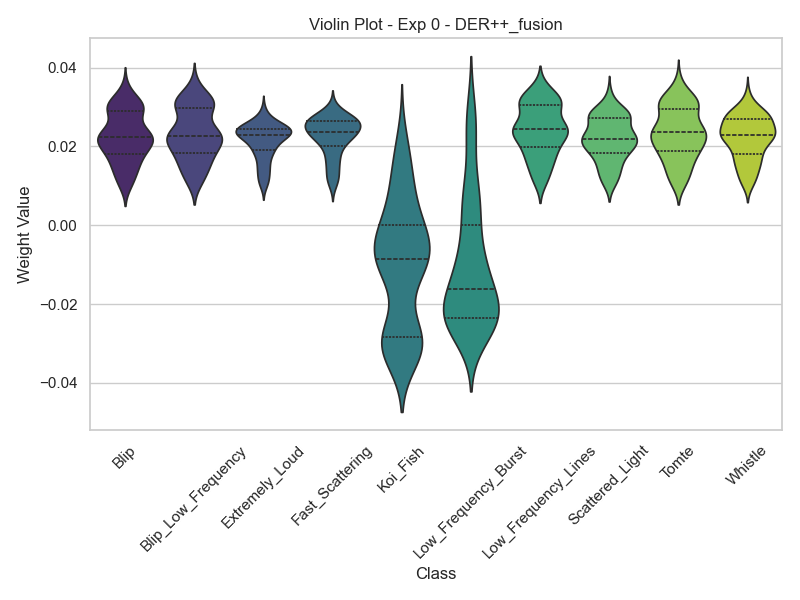 Violin Plot - Exp 0 - DER++_fusion
Weight Value
0.04
0.02
0.00
−0.02
−0.04
Blip
Blip_Low_Frequency
Extremely_Loud
Fast_Scattering
Koi_Fish
Low_Frequency_Burst
Low_Frequency_Lines
Scattered_Light
Tomte
Whistle
Class